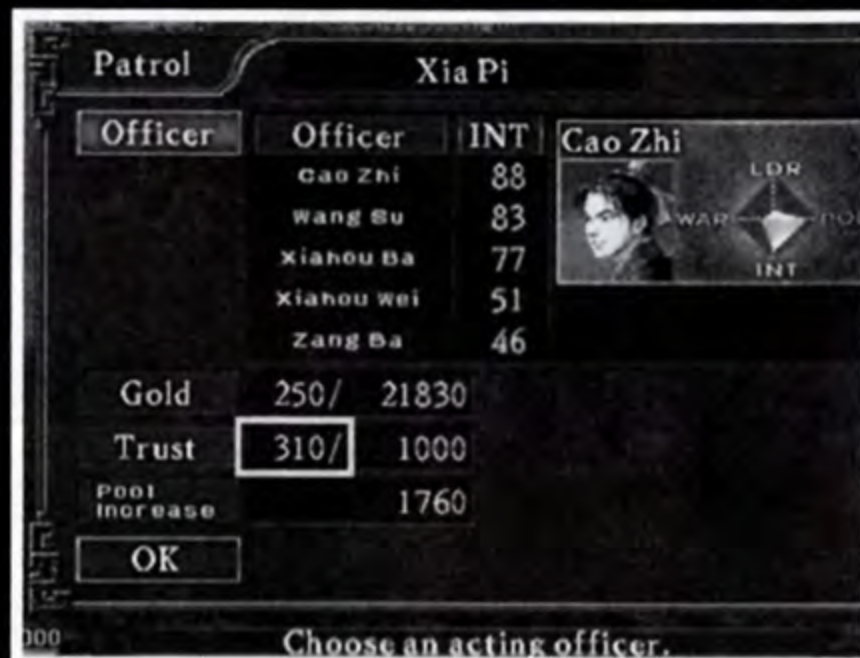 Patrol Xia Pi
Officer Officer INT Cao Zhi
Cao Zhi 88
Wang Su 83
Xiahou Ba 77
Xiahou Wei 51
Zang Ba 46
LDR
WAR
INT
Gold 250/ 21830
Trust 310/ 1000
Pool
Increase 1760
OK
000 Choose an acting officer.